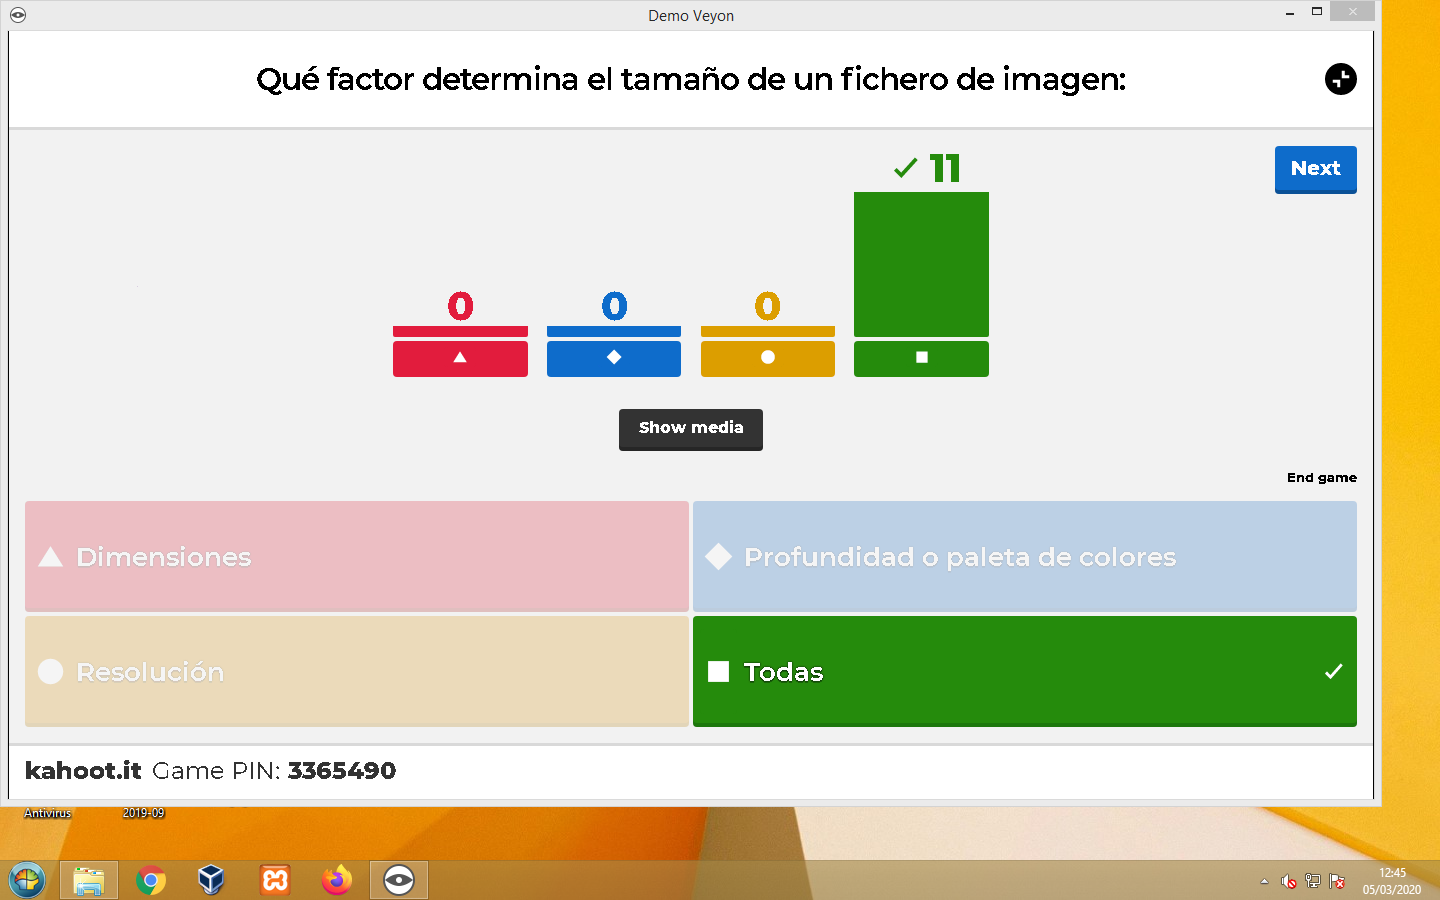 Demo Veyon
Qué factor determina el tamaño de un fichero de imagen:
Next
0
0
0
11
Show media
End game
Dimensiones
Profundidad o paleta de colores
Resolución
Todas
kahoot.it Game PIN: 3365490
Antivirus
2019-09
12:45
05/03/2020